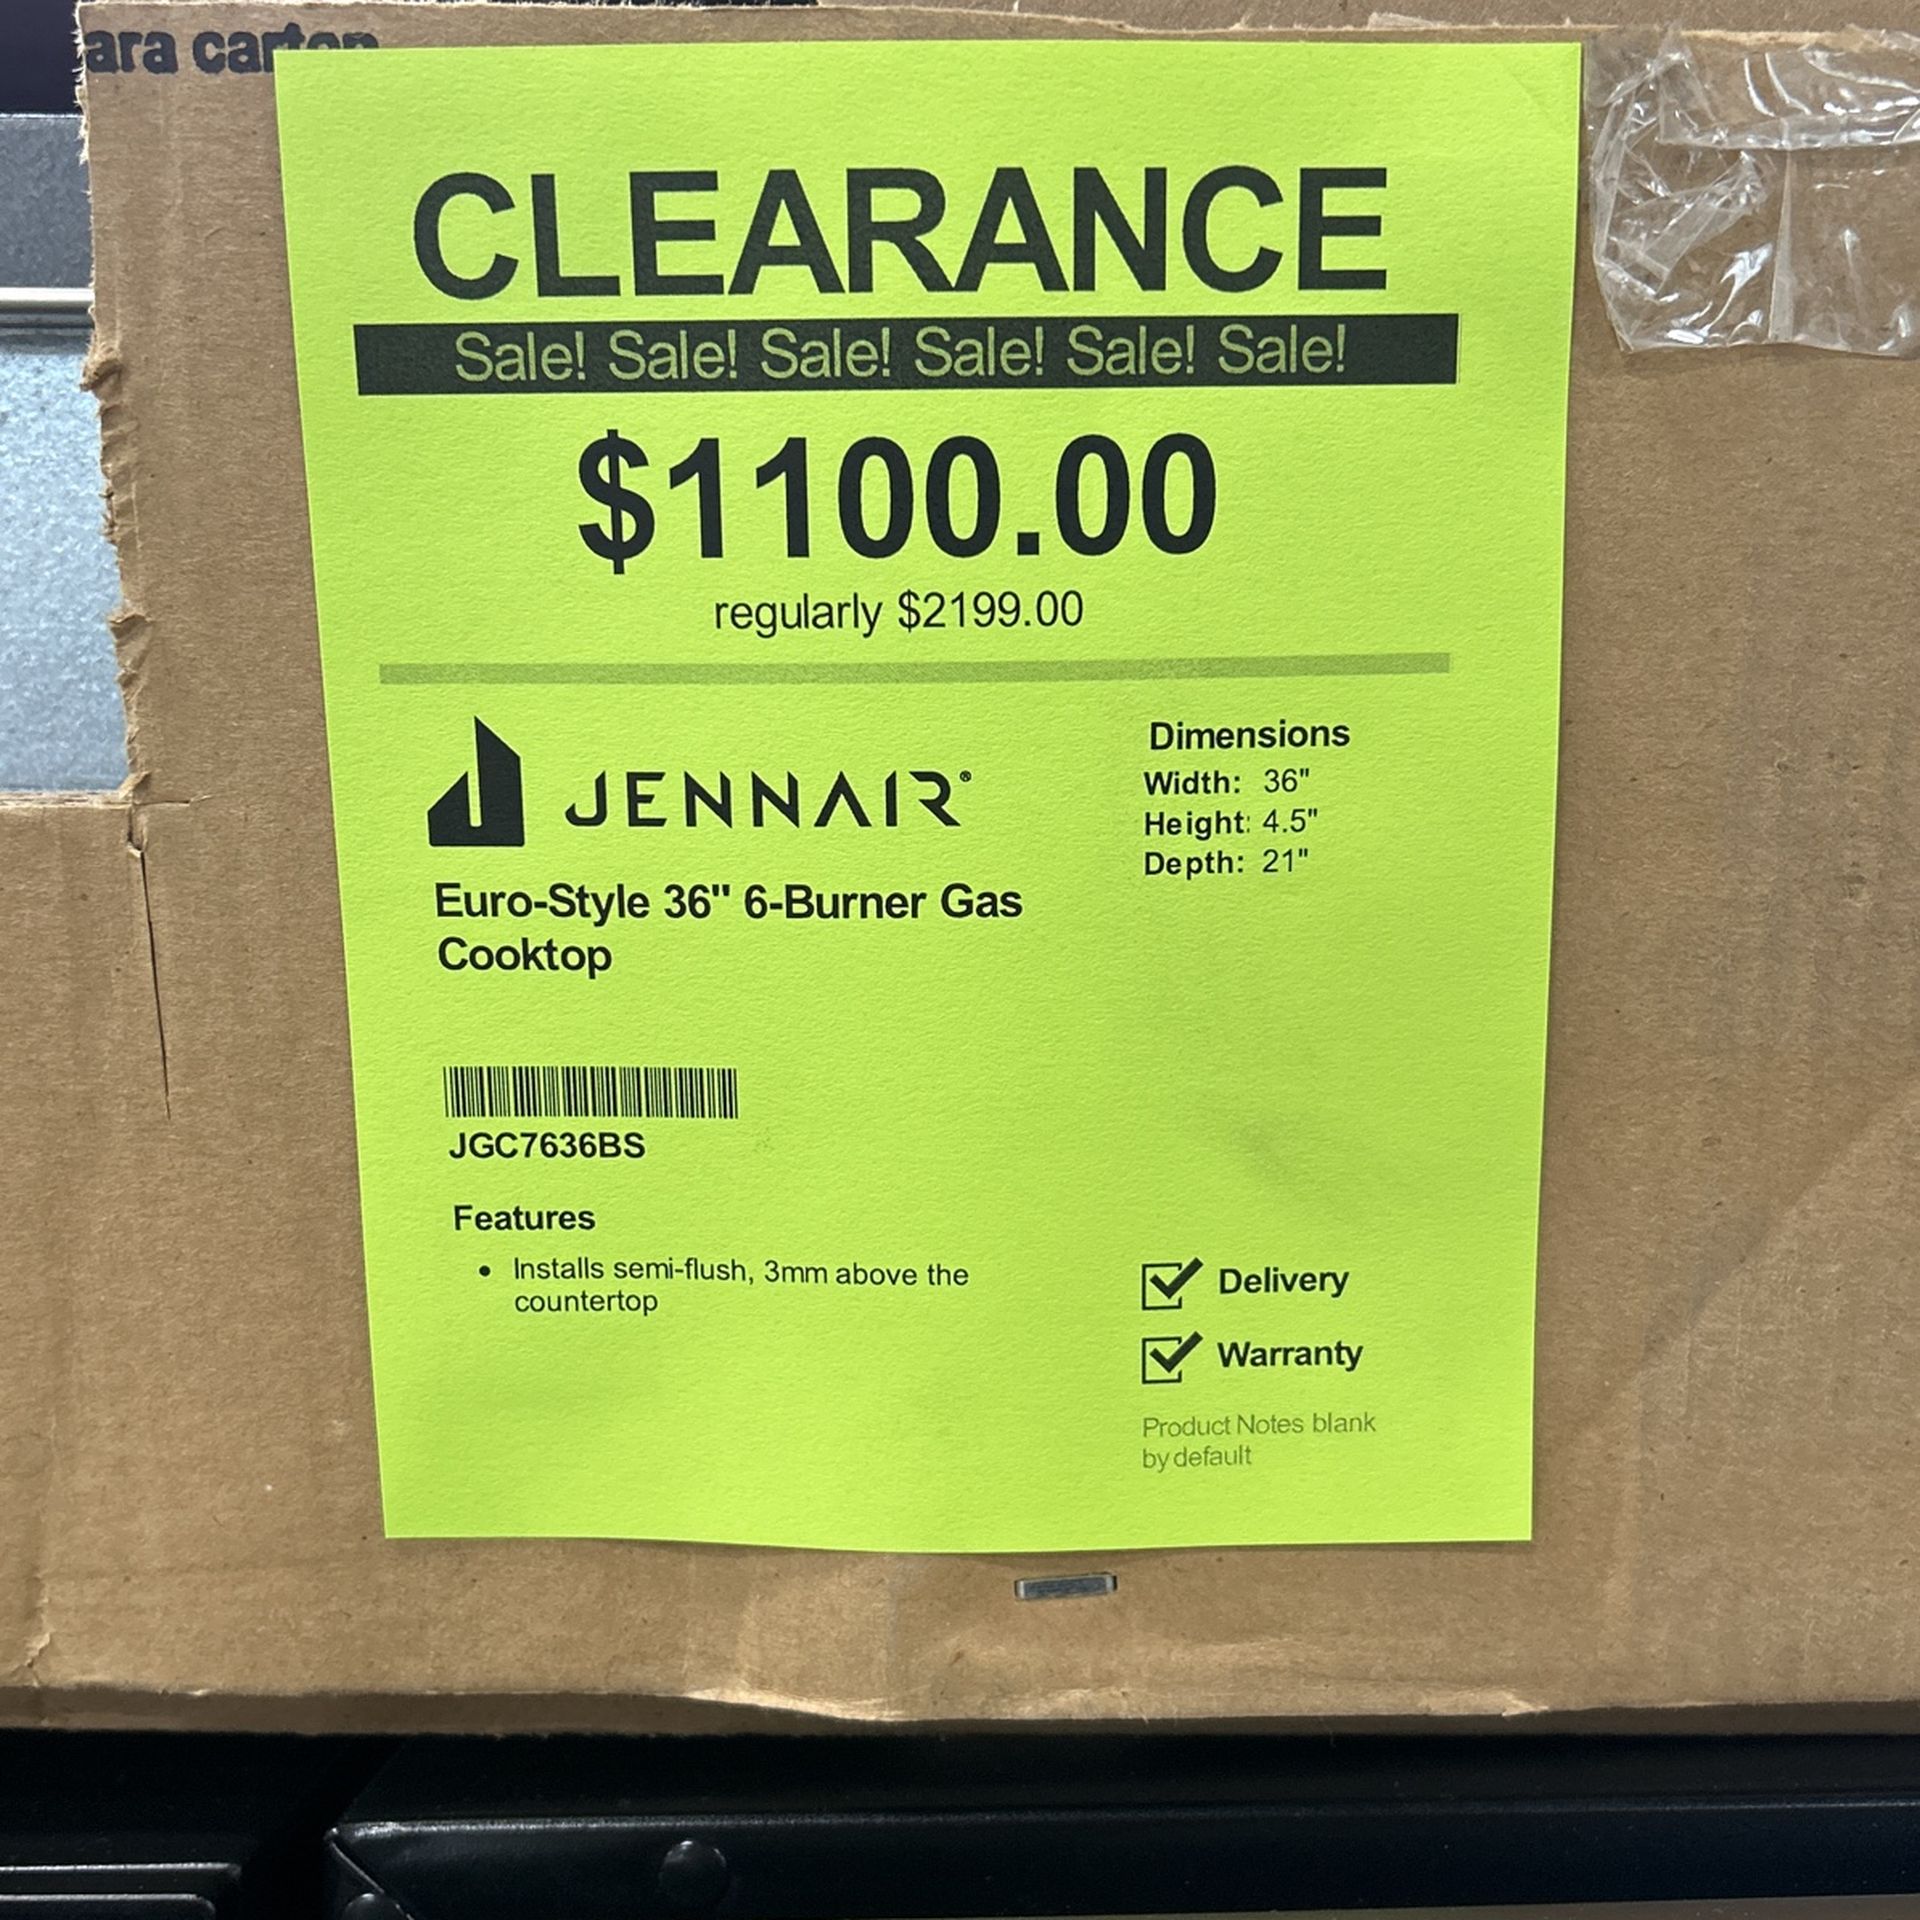 ara carton
CLEARANCE
Sale! Sale! Sale! Sale! Sale! Sale!
$1100.00
regularly $2199.00
JENNAIR®
Euro-Style 36" 6-Burner Gas
Cooktop
Dimensions
Width: 36"
Height: 4.5"
Depth: 21"
JGC7636BS
Features
• Installs semi-flush, 3mm above the
countertop
Delivery
Warranty
Product Notes blank
by default